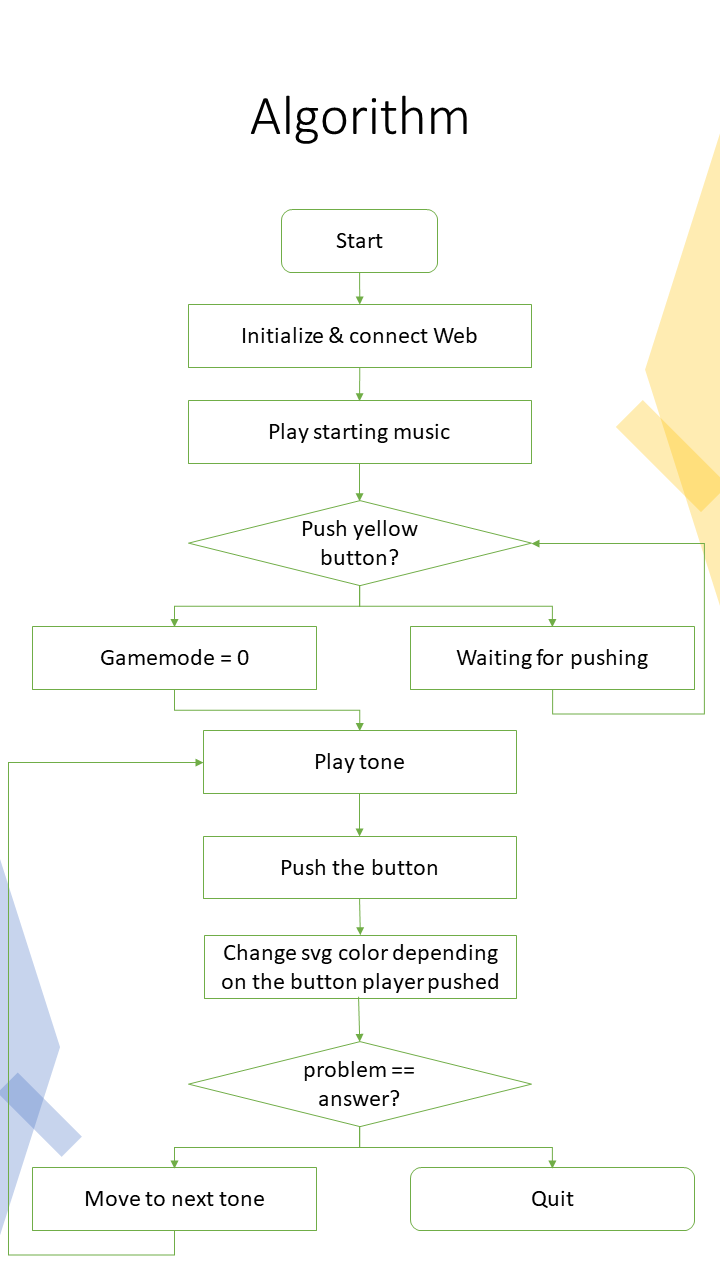 Algorithm
Start
Initialize & connect Web
Play starting music
Push yellow
button?
Gamemode = 0
Waiting for pushing
Play tone
Push the button
Change svg color depending
on the button player pushed
problem ==
answer?
Move to next tone
Quit